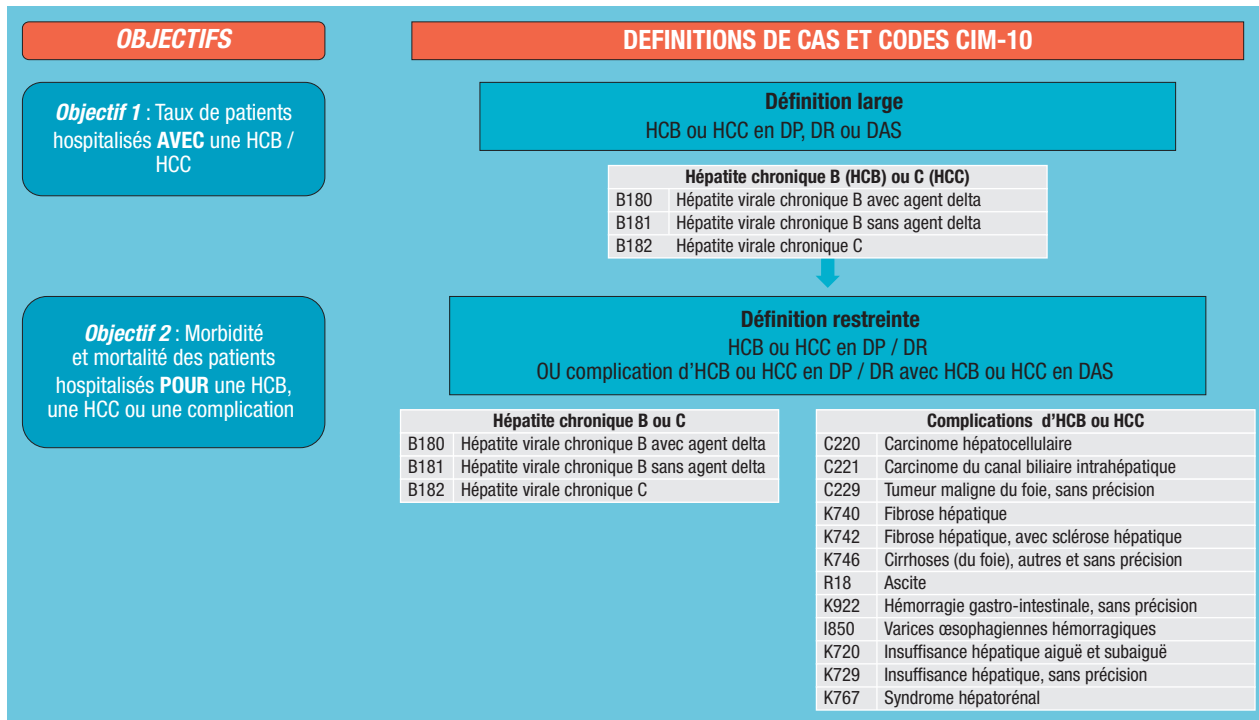 OBJECTIFS
DEFINITIONS DE CAS ET CODES CIM-10
Objectif 1 : Taux de patients
hospitalisés AVEC une HCB /
HCC
Définition large
HCB ou HCC en DP, DR ou DAS
Hépatite chronique B (HCB) ou C (HCC)
B180 Hépatite virale chronique B avec agent delta
B181 Hépatite virale chronique B sans agent delta
B182 Hépatite virale chronique C
Objectif 2 : Morbidité
et mortalité des patients
hospitalisés POUR une HCB,
une HCC ou une complication
Définition restreinte
HCB ou HCC en DP / DR
OU complication d’HCB ou HCC en DP / DR avec HCB ou HCC en DAS
Hépatite chronique B ou C
B180 Hépatite virale chronique B avec agent delta
B181 Hépatite virale chronique B sans agent delta
B182 Hépatite virale chronique C
Complications d’HCB ou HCC
C220 Carcinome hépatocellulaire
C221 Carcinome du canal biliaire intrahépatique
C229 Tumeur maligne du foie, sans précision
K740 Fibrose hépatique
K742 Fibrose hépatique, avec sclérose hépatique
K746 Cirrhoses (du foie), autres et sans précision
R18 Ascite
K922 Hémorragie gastro-intestinale, sans précision
I850 Varices œsophagiennes hémorragiques
K720 Insuffisance hépatique aiguë et subaiguë
K729 Insuffisance hépatique, sans précision
K767 Syndrome hépatorénal